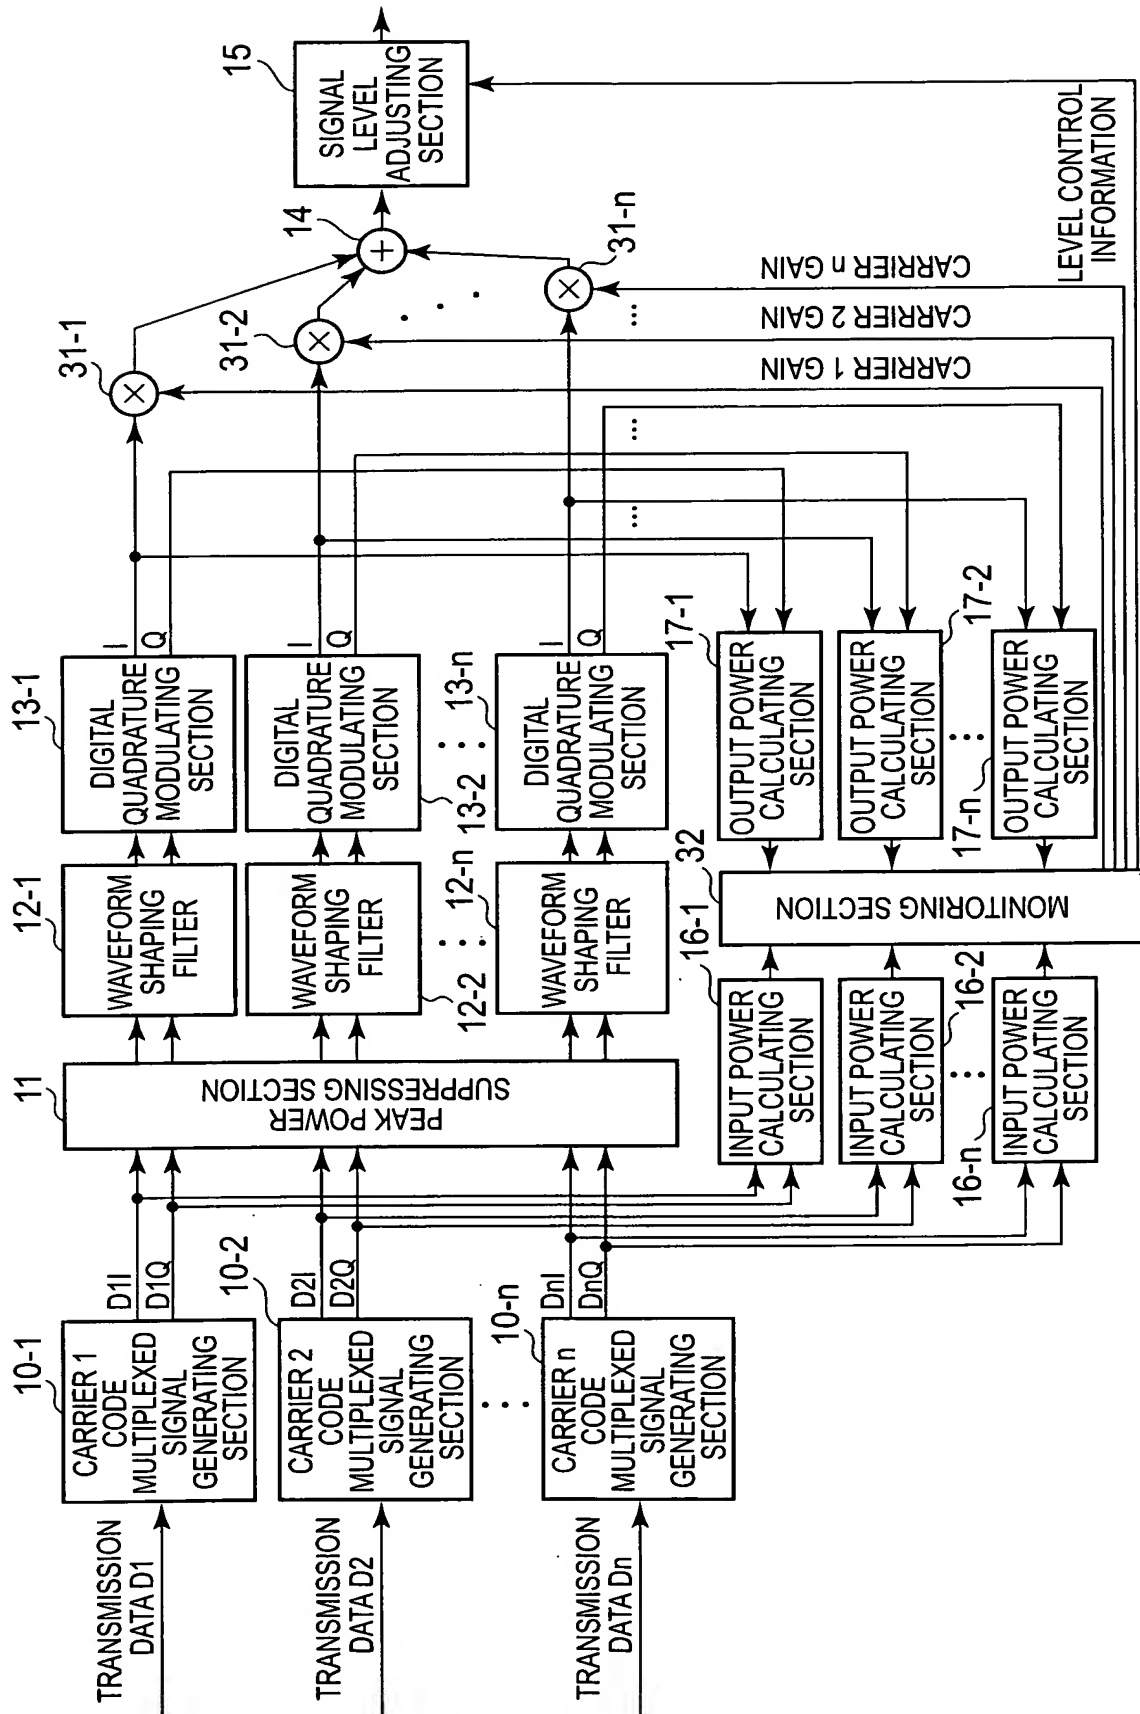 TRANSMISSION
DATA D1
10-1
CARRIER 1
CODE
MULTIPLEXED
SIGNAL
GENERATING
SECTION
D1I
D1Q
TRANSMISSION
DATA D2
10-2
CARRIER 2
CODE
MULTIPLEXED
SIGNAL
GENERATING
SECTION
D2I
D2Q
TRANSMISSION
DATA Dn
10-n
CARRIER n
CODE
MULTIPLEXED
SIGNAL
GENERATING
SECTION
DnI
DnQ
11
PEAK POWER
SUPPRESSING SECTION
12-1
WAVEFORM
SHAPING
FILTER
12-2
WAVEFORM
SHAPING
FILTER
12-n
WAVEFORM
SHAPING
FILTER
13-1
DIGITAL
QUADRATURE
MODULATING
SECTION
I
Q
13-2
DIGITAL
QUADRATURE
MODULATING
SECTION
I
Q
13-n
DIGITAL
QUADRATURE
MODULATING
SECTION
I
Q
31-1
31-2
31-n
14
15
SIGNAL
LEVEL
ADJUSTING
SECTION
16-1
INPUT POWER
CALCULATING
SECTION
16-2
INPUT POWER
CALCULATING
SECTION
16-n
INPUT POWER
CALCULATING
SECTION
32
MONITORING SECTION
17-1
OUTPUT POWER
CALCULATING
SECTION
17-2
OUTPUT POWER
CALCULATING
SECTION
17-n
OUTPUT POWER
CALCULATING
SECTION
CARRIER 1 GAIN
CARRIER 2 GAIN
CARRIER n GAIN
LEVEL CONTROL
INFORMATION